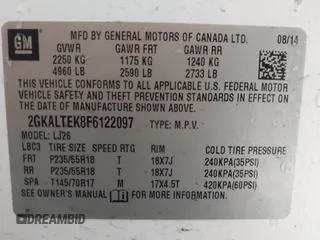 GM
MFD BY GENERAL MOTORS OF CANADA LTD. 08/14
GVWR GAWR FRT GAWR RR
2250 KG 1175 KG 1240 KG
4960 LB 2590 LB 2733 LB
THIS VEHICLE CONFORMS TO ALL APPLICABLE U.S. FEDERAL MOTOR
VEHICLE SAFETY
THEFT PREVENTION STANDARDS IN EFFECT ON THE DATE OF
MANUFACTURE SHOWN ABOVE.
2GKALTEK8F6122097 TYPE: M.P.V.
MODEL: LJ26
LBC3 TIRE SIZE SPEED RTG RIM COLD TIRE PRESSURE
FRT P235/55R18 T 18X7J 240KPA(35PSI)
RR P235/55R18 T 18X7J 240KPA(35PSI)
SPA T145/70R17 M 17X4.5T 420KPA(60PSI)
SEE OWNER'S MANUAL FOR MORE INFORMATION.
DREAMBID